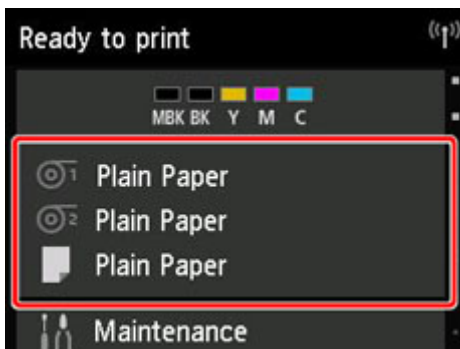 Ready to print
MBK BK Y M C
1 Plain Paper
2 Plain Paper
Plain Paper
Maintenance